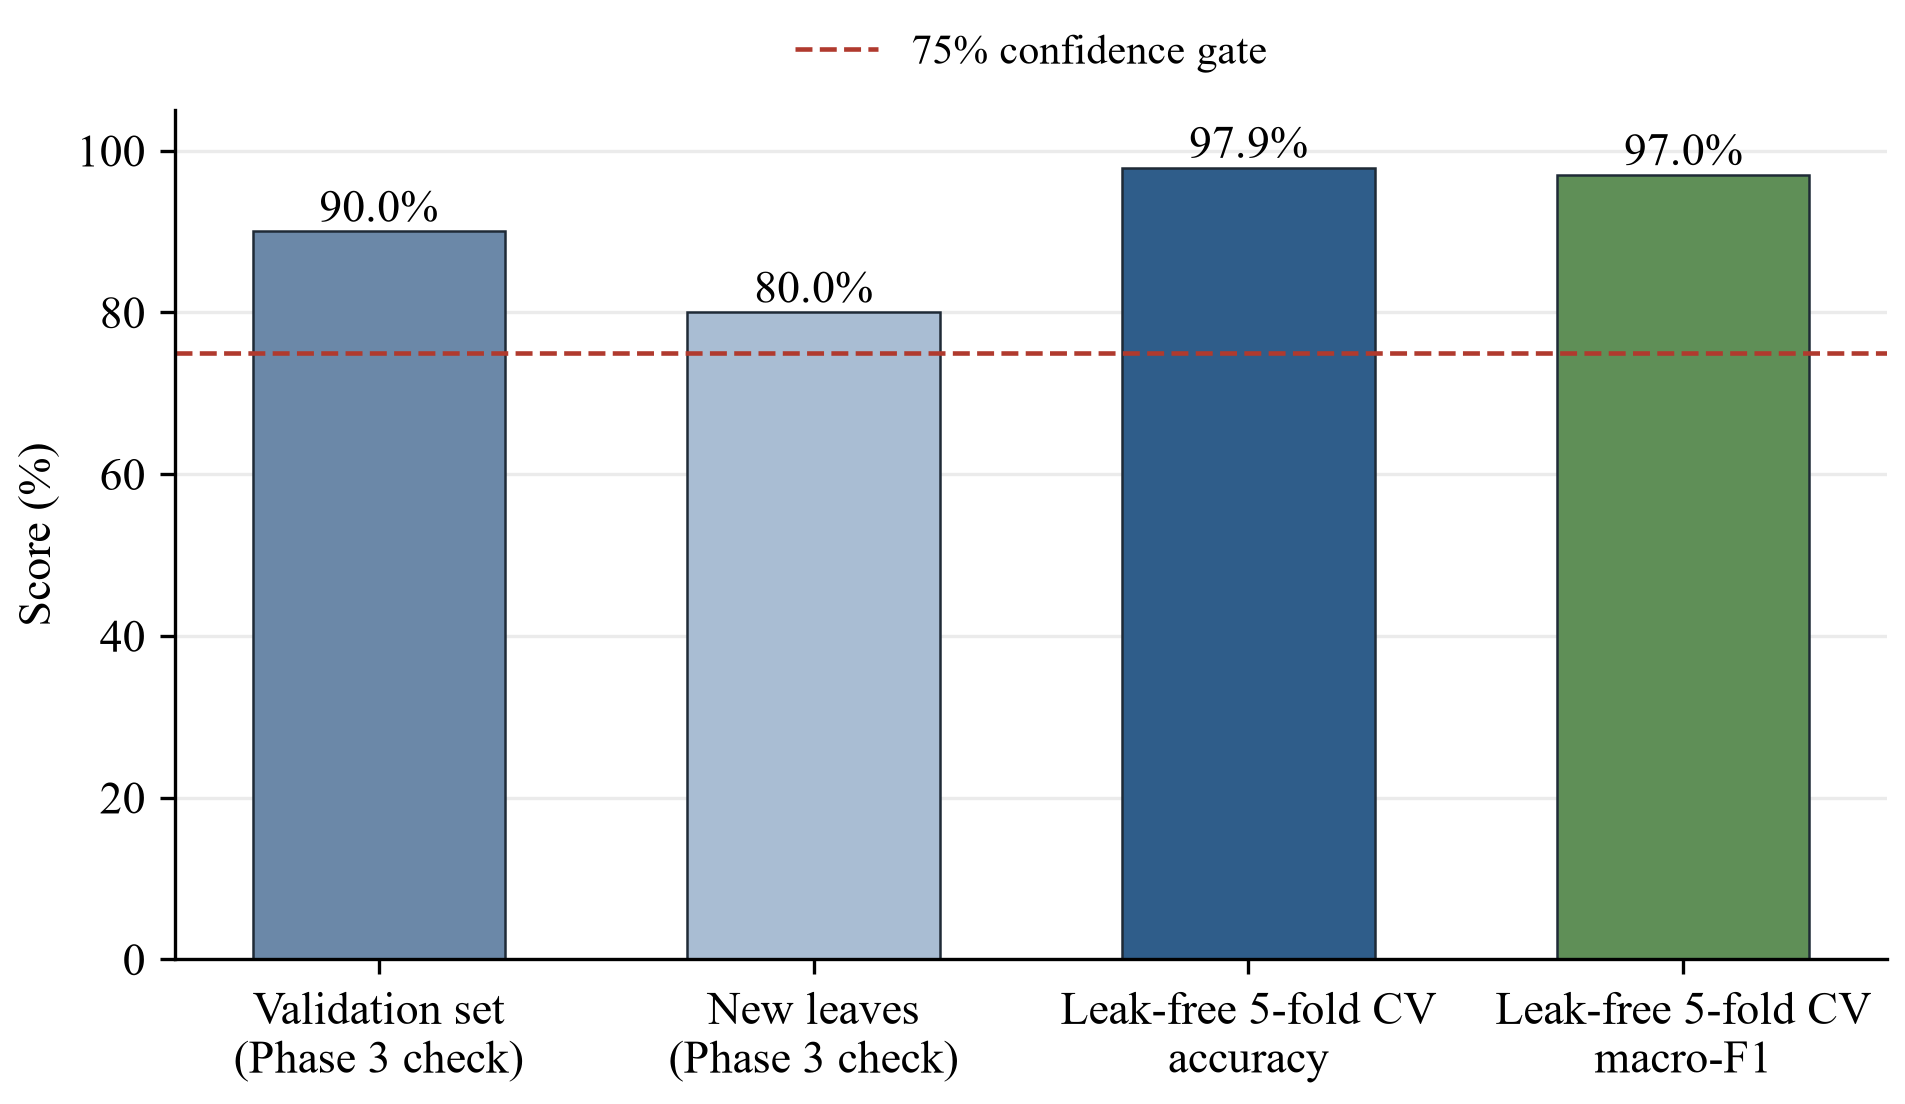 75% confidence gate
Score (%)
100
80
60
40
20
0
90.0%
80.0%
97.9%
97.0%
Validation set
(Phase 3 check)
New leaves
(Phase 3 check)
Leak-free 5-fold CV
accuracy
Leak-free 5-fold CV
macro-F1